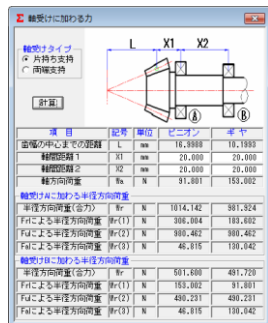 軸受けに加わる力
軸受けタイプ
片持ち支持
両端支持
計算
L X1 X2
Ⓐ Ⓑ
項 目 記号 単位 ピニオン ギ ヤ
歯幅の中心までの距離 L mm 16.9908 10.1993
軸間距離 1 X1 mm 20.000 20.000
軸間距離 2 X2 mm 20.000 20.000
軸方向荷重 Wa N 91.801 153.002
軸受けAに加わる半径方向荷重
半径方向荷重(合力) Wr N 1014.142 981.924
Frによる半径方向荷重 Wr(1) N 306.004 183.602
Fuによる半径方向荷重 Wr(2) N 980.462 980.462
Fdによる半径方向荷重 Wr(3) N 46.815 130.042
軸受けBに加わる半径方向荷重
半径方向荷重(合力) Wr N 501.680 491.720
Frによる半径方向荷重 Wr(1) N 153.002 91.801
Fuによる半径方向荷重 Wr(2) N 490.231 490.231
Fdによる半径方向荷重 Wr(3) N 46.815 130.042